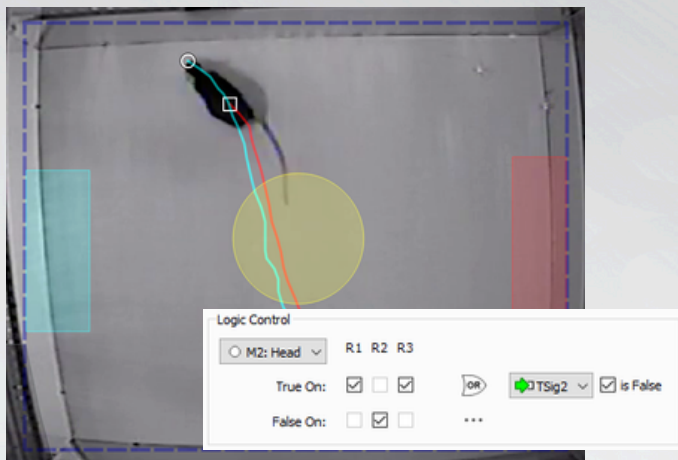 Logic Control
M2: Head R1 R2 R3
True On: OR TSig2 is False
False On: ...